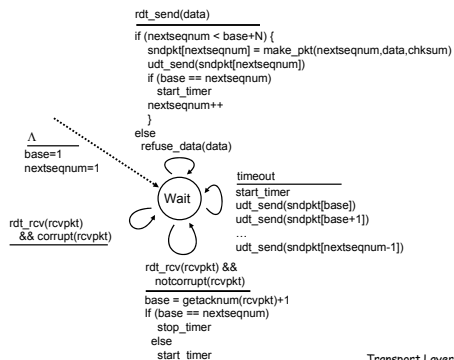 rdt_send(data)
if (nextseqnum < base+N) {
sndpkt[nextseqnum] = make_pkt(nextseqnum,data,chksum)
udt_send(sndpkt[nextseqnum])
if (base == nextseqnum)
start_timer
nextseqnum++
}
else
refuse_data(data)
Λ
base=1
nextseqnum=1
Wait
timeout
start_timer
udt_send(sndpkt[base])
udt_send(sndpkt[base+1])
…
udt_send(sndpkt[nextseqnum-1])
rdt_rcv(rcvpkt)
&& corrupt(rcvpkt)
rdt_rcv(rcvpkt) &&
notcorrupt(rcvpkt)
base = getacknum(rcvpkt)+1
If (base == nextseqnum)
stop_timer
else
start_timer
Transport Layer